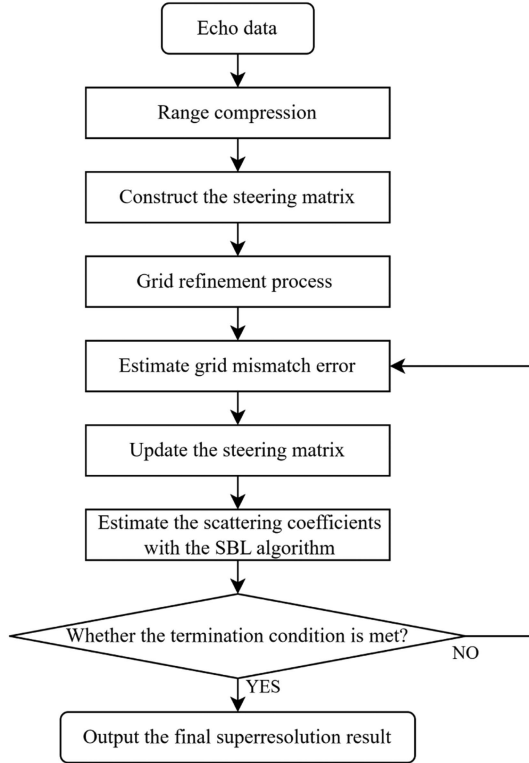 Echo data
Range compression
Construct the steering matrix
Grid refinement process
Estimate grid mismatch error
Update the steering matrix
Estimate the scattering coefficients
with the SBL algorithm
Whether the termination condition is met?
NO
YES
Output the final superresolution result